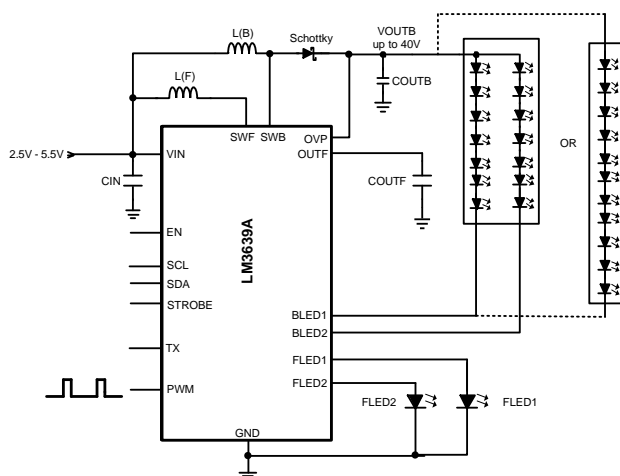 L(B)
Schottky
VOUTB
up to 40V
COUTB
L(F)
SWF
SWB
OVP
OR
2.5V - 5.5V
VIN
OUTF
CIN
COUTF
EN
LM3639A
SCL
SDA
STROBE
BLED1
BLED2
TX
FLED1
FLED2
PWM
FLED2
FLED1
GND